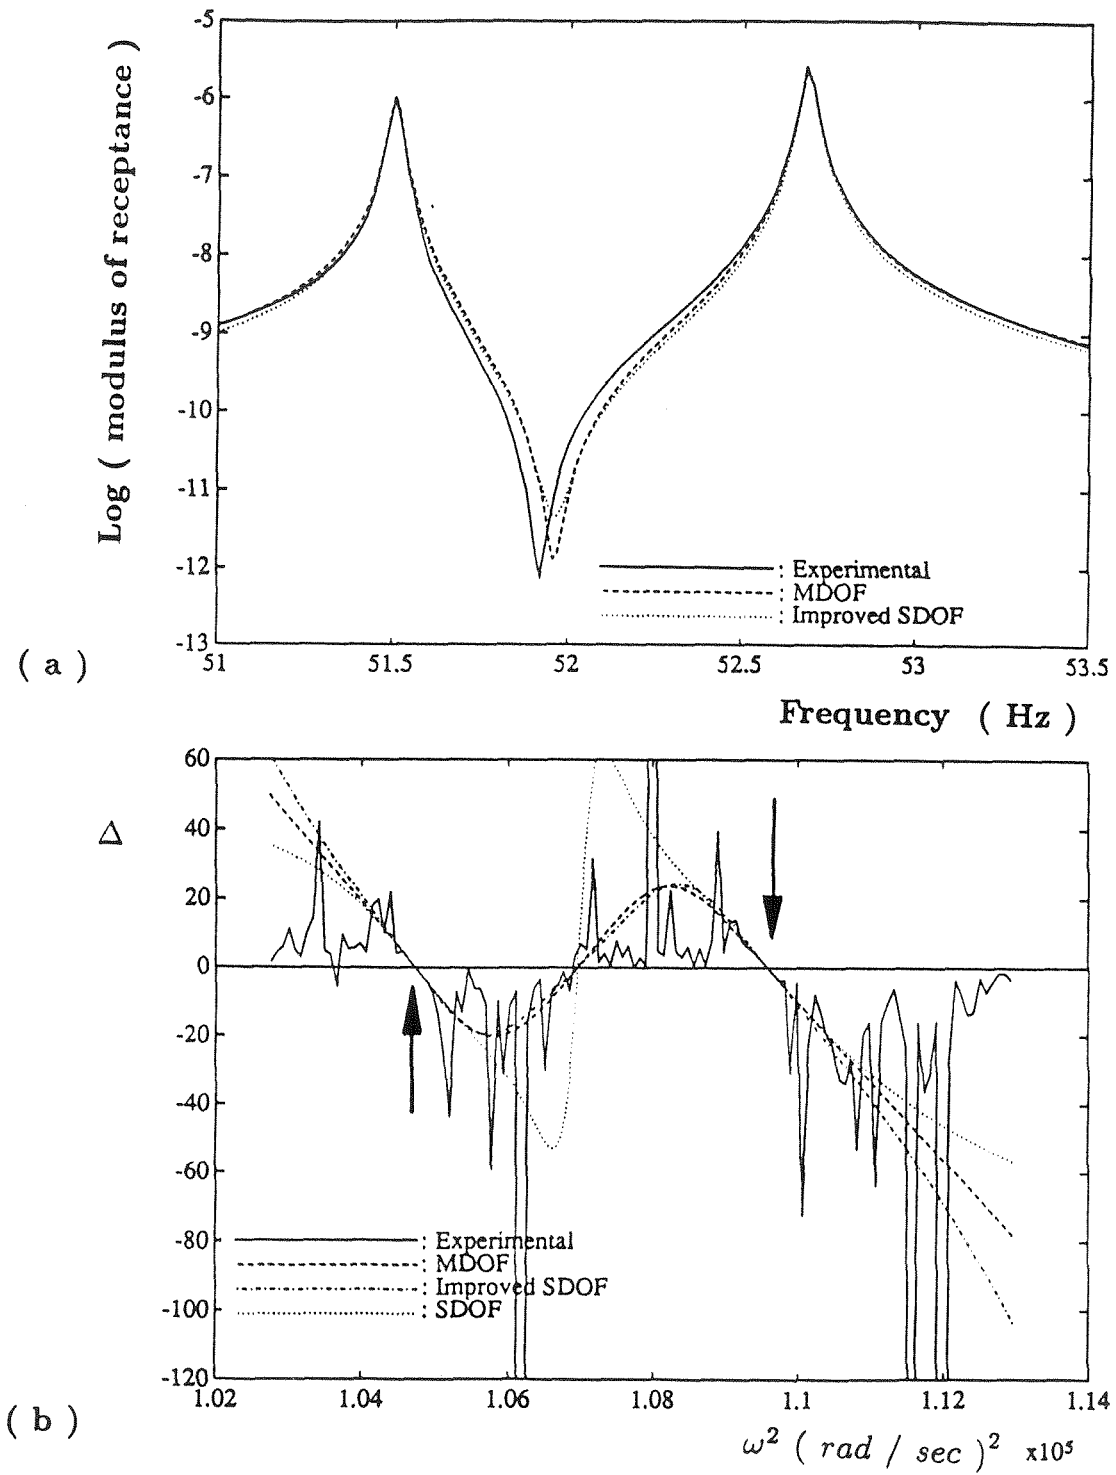 -5
-6
-7
-8
-9
-10
-11
-12
-13
Log ( modulus of receptance )
: Experimental
: MDOF
: Improved SDOF
( a )
51 51.5 52 52.5 53 53.5
Frequency ( Hz )
60
40
20
0
-20
-40
-60
-80
-100
-120
Δ
: Experimental
: MDOF
: Improved SDOF
: SDOF
( b )
1.02 1.04 1.06 1.08 1.1 1.12 1.14
ω² ( rad / sec )² x10⁵